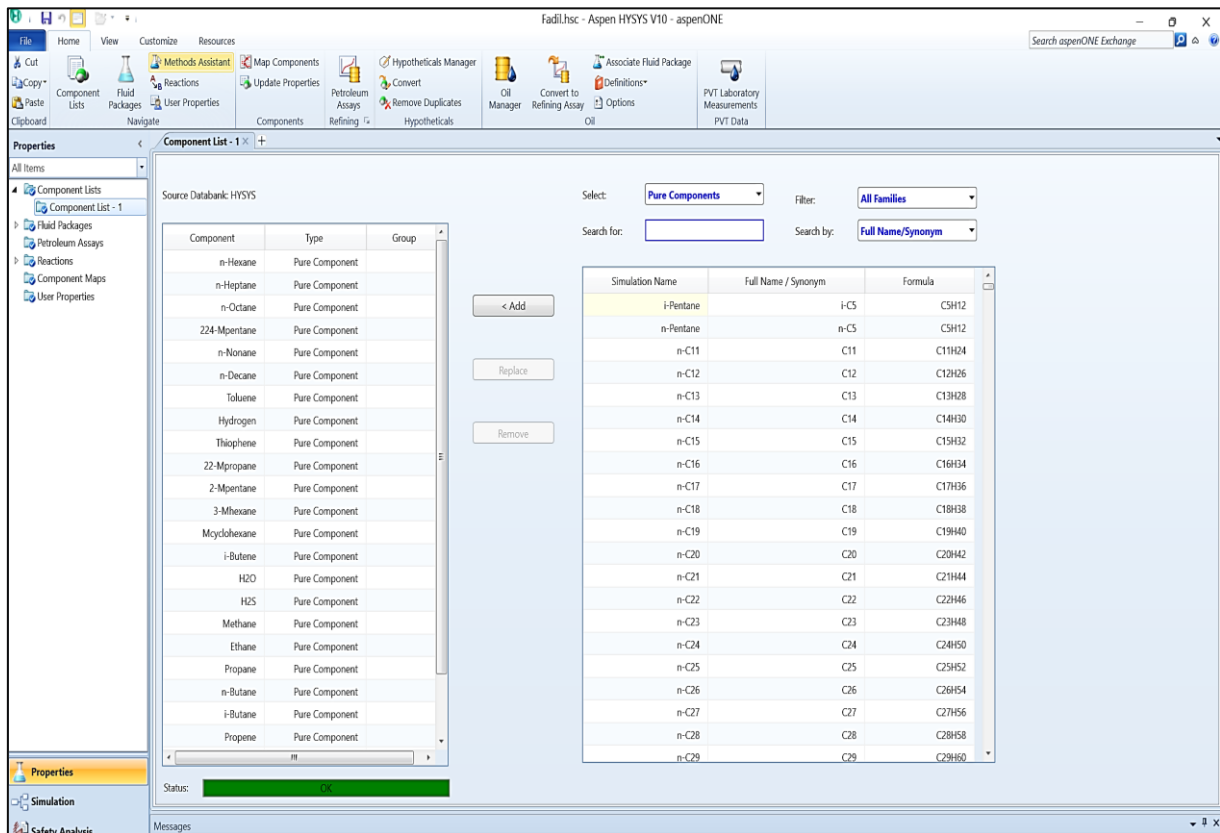 Fadil.hsc - Aspen HYSYS V10 - aspenONE
File Home View Customize Resources Search aspenONE Exchange
Cut
Copy
Paste
Clipboard
Component Lists
Fluid Packages
Methods Assistant
Reactions
User Properties
Navigate
Map Components
Update Properties
Components
Petroleum Assays
Refining
Hypotheticals Manager
Convert
Remove Duplicates
Hypotheticals
Oil Manager
Convert to Refining Assay
Associate Fluid Package
Definitions
Options
Oil
PVT Laboratory Measurements
PVT Data
Properties
All Items
Component Lists
Component List - 1
Fluid Packages
Petroleum Assays
Reactions
Component Maps
User Properties
Properties
Simulation
Safety Analysis
Component List - 1
Source Databank: HYSYS
Component Type Group
n-Hexane Pure Component
n-Heptane Pure Component
n-Octane Pure Component
224-Mpentane Pure Component
n-Nonane Pure Component
n-Decane Pure Component
Toluene Pure Component
Hydrogen Pure Component
Thiophene Pure Component
22-Mpropane Pure Component
2-Mpentane Pure Component
3-Mhexane Pure Component
Mcyclohexane Pure Component
i-Butene Pure Component
H2O Pure Component
H2S Pure Component
Methane Pure Component
Ethane Pure Component
Propane Pure Component
n-Butane Pure Component
i-Butane Pure Component
Propene Pure Component
Status: OK
< Add
Replace
Remove
Select: Pure Components Filter: All Families
Search for: Search by: Full Name/Synonym
Simulation Name Full Name / Synonym Formula
i-Pentane i-C5 C5H12
n-Pentane n-C5 C5H12
n-C11 C11 C11H24
n-C12 C12 C12H26
n-C13 C13 C13H28
n-C14 C14 C14H30
n-C15 C15 C15H32
n-C16 C16 C16H34
n-C17 C17 C17H36
n-C18 C18 C18H38
n-C19 C19 C19H40
n-C20 C20 C20H42
n-C21 C21 C21H44
n-C22 C22 C22H46
n-C23 C23 C23H48
n-C24 C24 C24H50
n-C25 C25 C25H52
n-C26 C26 C26H54
n-C27 C27 C27H56
n-C28 C28 C28H58
n-C29 C29 C29H60
Messages